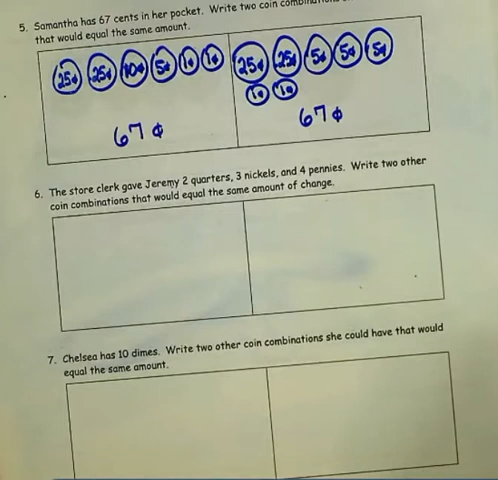 5. Samantha has 67 cents in her pocket. Write two coin
that would equal the same amount.
25¢ 25¢ 10¢ 5¢ 1¢ 1¢ 25¢ 25¢ 5¢ 5¢ 5¢
1¢ 1¢
67 ¢ 67 ¢
6. The store clerk gave Jeremy 2 quarters, 3 nickels, and 4 pennies. Write two other
coin combinations that would equal the same amount of change.
7. Chelsea has 10 dimes. Write two other coin combinations she could have that would
equal the same amount.